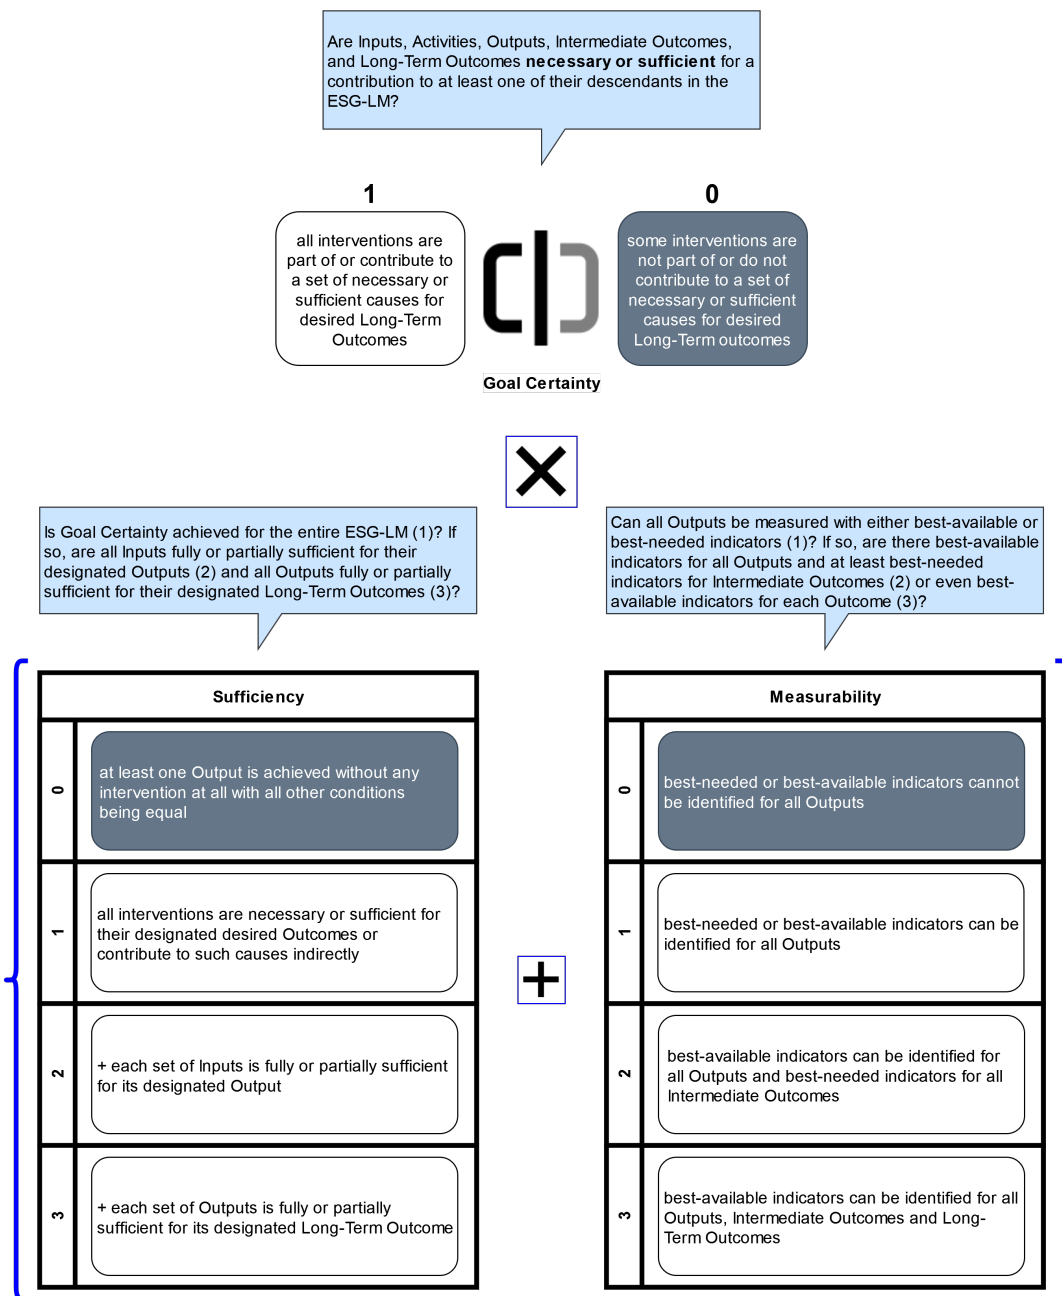 Are Inputs, Activities, Outputs, Intermediate Outcomes,
and Long-Term Outcomes necessary or sufficient for a
contribution to at least one of their descendants in the
ESG-LM?
1
0
all interventions are
part of or contribute to
a set of necessary or
sufficient causes for
desired Long-Term
Outcomes
some interventions are
not part of or do not
contribute to a set of
necessary or sufficient
causes for desired
Long-Term outcomes
Goal Certainty
×
Is Goal Certainty achieved for the entire ESG-LM (1)? If
so, are all Inputs fully or partially sufficient for their
designated Outputs (2) and all Outputs fully or partially
sufficient for their designated Long-Term Outcomes (3)?
Can all Outputs be measured with either best-available or
best-needed indicators (1)? If so, are there best-available
indicators for all Outputs and at least best-needed
indicators for Intermediate Outcomes (2) or even best-
available indicators for each Outcome (3)?
Sufficiency
0
at least one Output is achieved without any
intervention at all with all other conditions
being equal
1
all interventions are necessary or sufficient for
their designated desired Outcomes or
contribute to such causes indirectly
2
+ each set of Inputs is fully or partially sufficient
for its designated Output
3
+ each set of Outputs is fully or partially
sufficient for its designated Long-Term Outcome
+
Measurability
0
best-needed or best-available indicators cannot
be identified for all Outputs
1
best-needed or best-available indicators can be
identified for all Outputs
2
best-available indicators can be identified for
all Outputs and best-needed indicators for all
Intermediate Outcomes
3
best-available indicators can be identified for all
Outputs, Intermediate Outcomes and Long-
Term Outcomes